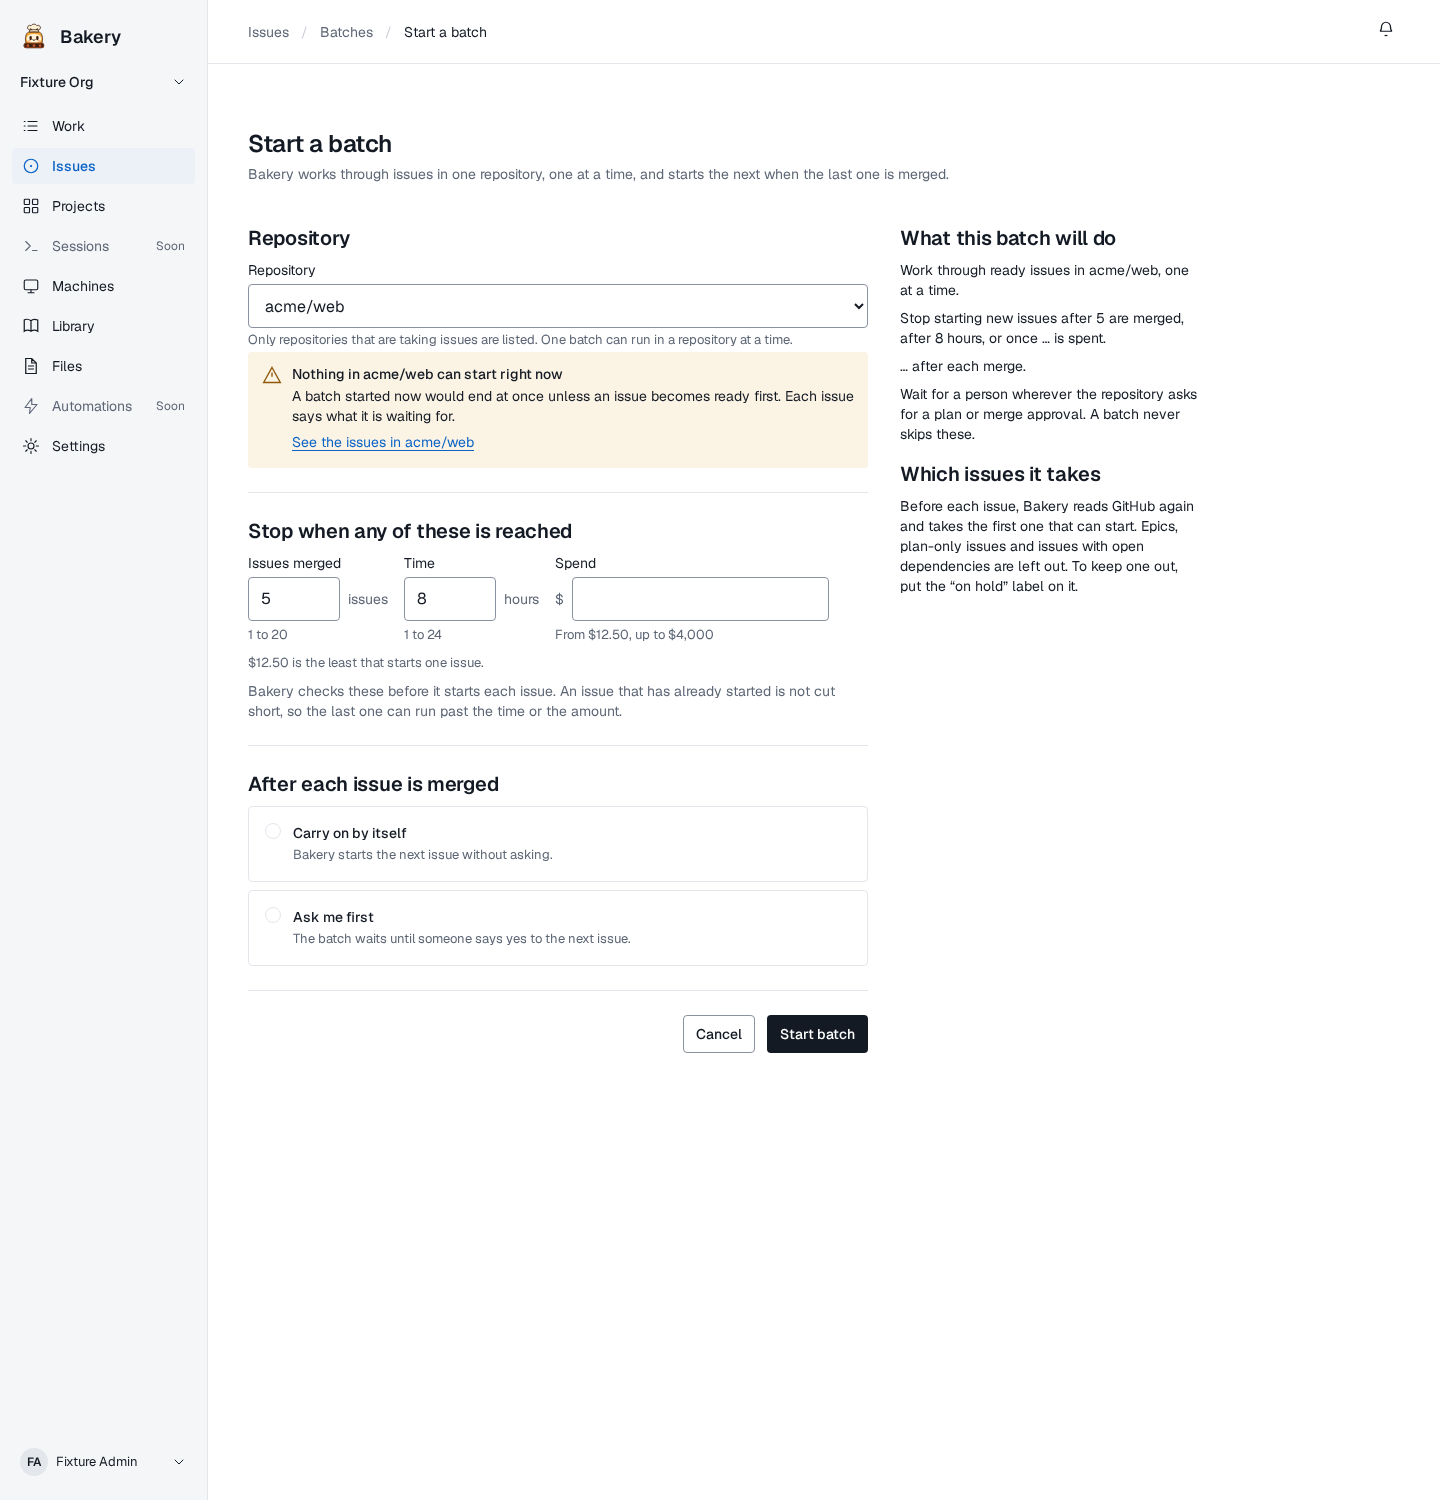 Bakery
Fixture Org
Work
Issues
Projects
Sessions Soon
Machines
Library
Files
Automations Soon
Settings
FA Fixture Admin
Issues / Batches / Start a batch
Start a batch
Bakery works through issues in one repository, one at a time, and starts the next when the last one is merged.
Repository
Repository
acme/web
Only repositories that are taking issues are listed. One batch can run in a repository at a time.
Nothing in acme/web can start right now
A batch started now would end at once unless an issue becomes ready first. Each issue
says what it is waiting for.
See the issues in acme/web
Stop when any of these is reached
Issues merged Time Spend
5 issues 8 hours $
1 to 20 1 to 24 From $12.50, up to $4,000
$12.50 is the least that starts one issue.
Bakery checks these before it starts each issue. An issue that has already started is not cut
short, so the last one can run past the time or the amount.
After each issue is merged
Carry on by itself
Bakery starts the next issue without asking.
Ask me first
The batch waits until someone says yes to the next issue.
Cancel Start batch
What this batch will do
Work through ready issues in acme/web, one
at a time.
Stop starting new issues after 5 are merged,
after 8 hours, or once … is spent.
… after each merge.
Wait for a person wherever the repository asks
for a plan or merge approval. A batch never
skips these.
Which issues it takes
Before each issue, Bakery reads GitHub again
and takes the first one that can start. Epics,
plan-only issues and issues with open
dependencies are left out. To keep one out,
put the “on hold” label on it.